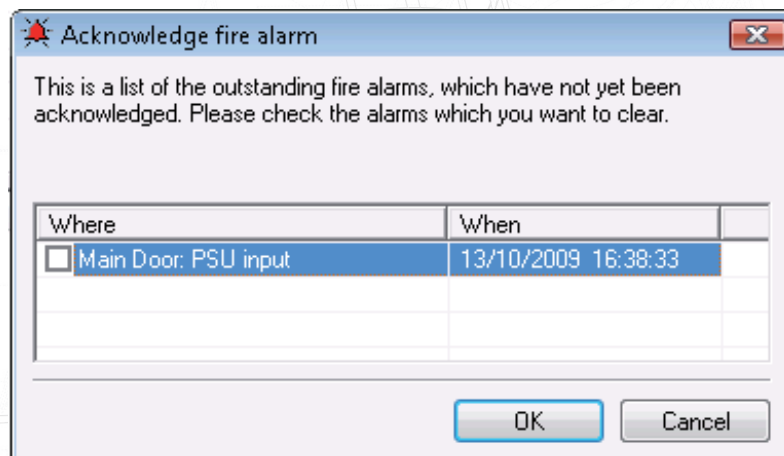 Acknowledge fire alarm
This is a list of the outstanding fire alarms, which have not yet been
acknowledged. Please check the alarms which you want to clear.
Where When
Main Door: PSU input 13/10/2009 16:38:33
OK Cancel